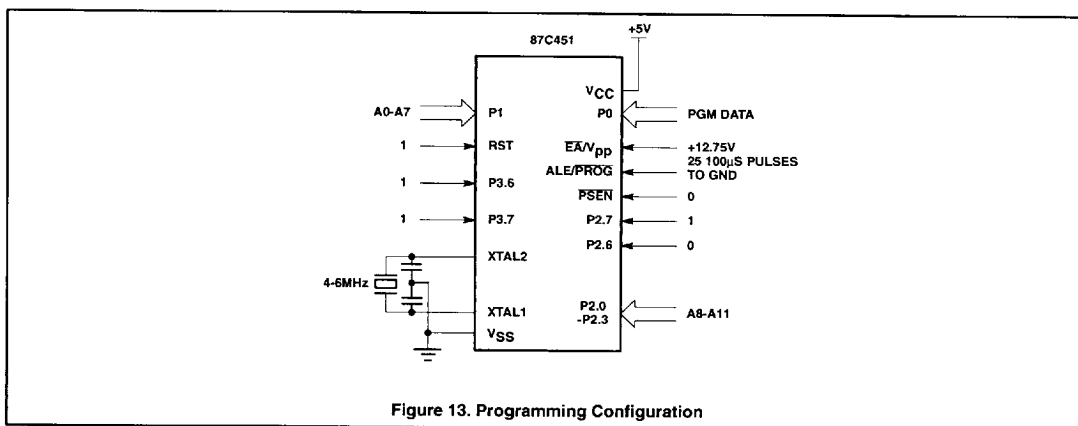 +5V
87C451
VCC
A0-A7 P1 P0 PGM DATA
1 RST EA/Vpp +12.75V
25 100µS PULSES
ALE/PROG TO GND
1 P3.6 PSEN 0
1 P3.7 P2.7 1
P2.6 0
XTAL2
4-6MHz
XTAL1 P2.0
-P2.3 A8-A11
VSS
Figure 13. Programming Configuration